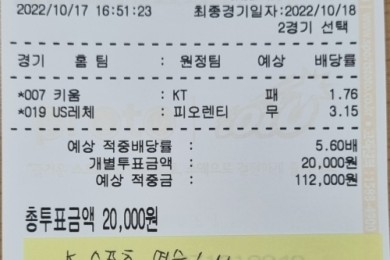 2022/10/17 16:51:23 최종경기일자:2022/10/18
2경기 선택
경기 홈 팀 : 원정팀 예상 배당률
*007 키움 : KT 패 1.76
*019 US레체 : 피오렌티 무 3.15
예상 적중배당률 : 5.60배
개별투표금액 : 20,000원
예상 적중금 : 112,000원
총투표금액 20,000원